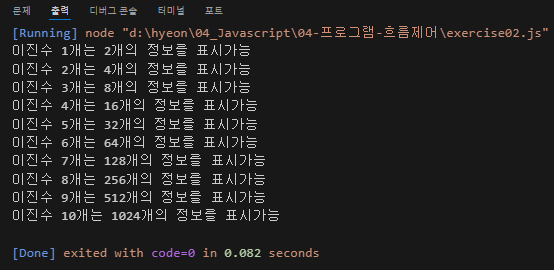 문제 출력 디버그 콘솔 터미널 포트
[Running] node "d:\hyeon\04_Javascript\04-프로그램-흐름제어\exercise02.js"
이진수 1개는 2개의 정보를 표시가능
이진수 2개는 4개의 정보를 표시가능
이진수 3개는 8개의 정보를 표시가능
이진수 4개는 16개의 정보를 표시가능
이진수 5개는 32개의 정보를 표시가능
이진수 6개는 64개의 정보를 표시가능
이진수 7개는 128개의 정보를 표시가능
이진수 8개는 256개의 정보를 표시가능
이진수 9개는 512개의 정보를 표시가능
이진수 10개는 1024개의 정보를 표시가능
[Done] exited with code=0 in 0.082 seconds